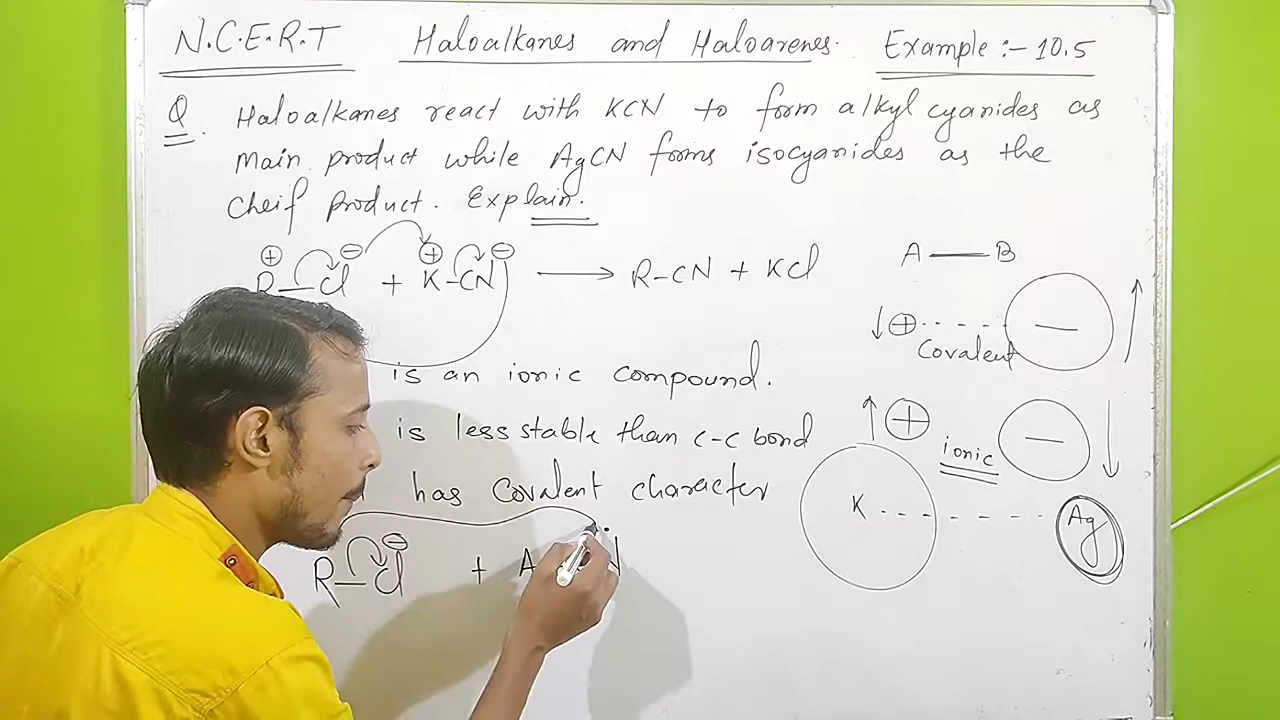 N.C.E.R.T Haloalkanes and Haloarenes. Example :- 10.5
Q. Haloalkanes react with KCN to form alkyl cyanides as
main product while AgCN forms isocyanides as the
cheif product. Explain.
R-Cl + K-CN → R-CN + KCl
A — B
Covalent
is an ionic compound.
is less stable than C-C bond
ionic
has Covalent character
K Ag
R-Cl + A N